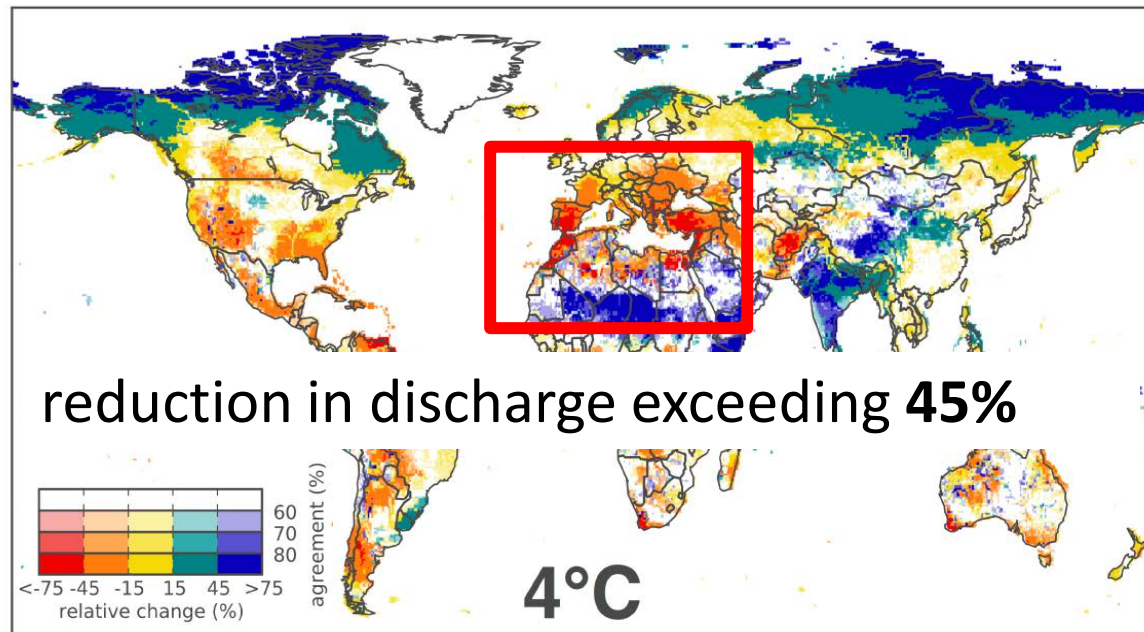 reduction in discharge exceeding 45%
60
70
80
agreement (%)
<-75 -45 -15 15 45 >75
relative change (%)
4°C